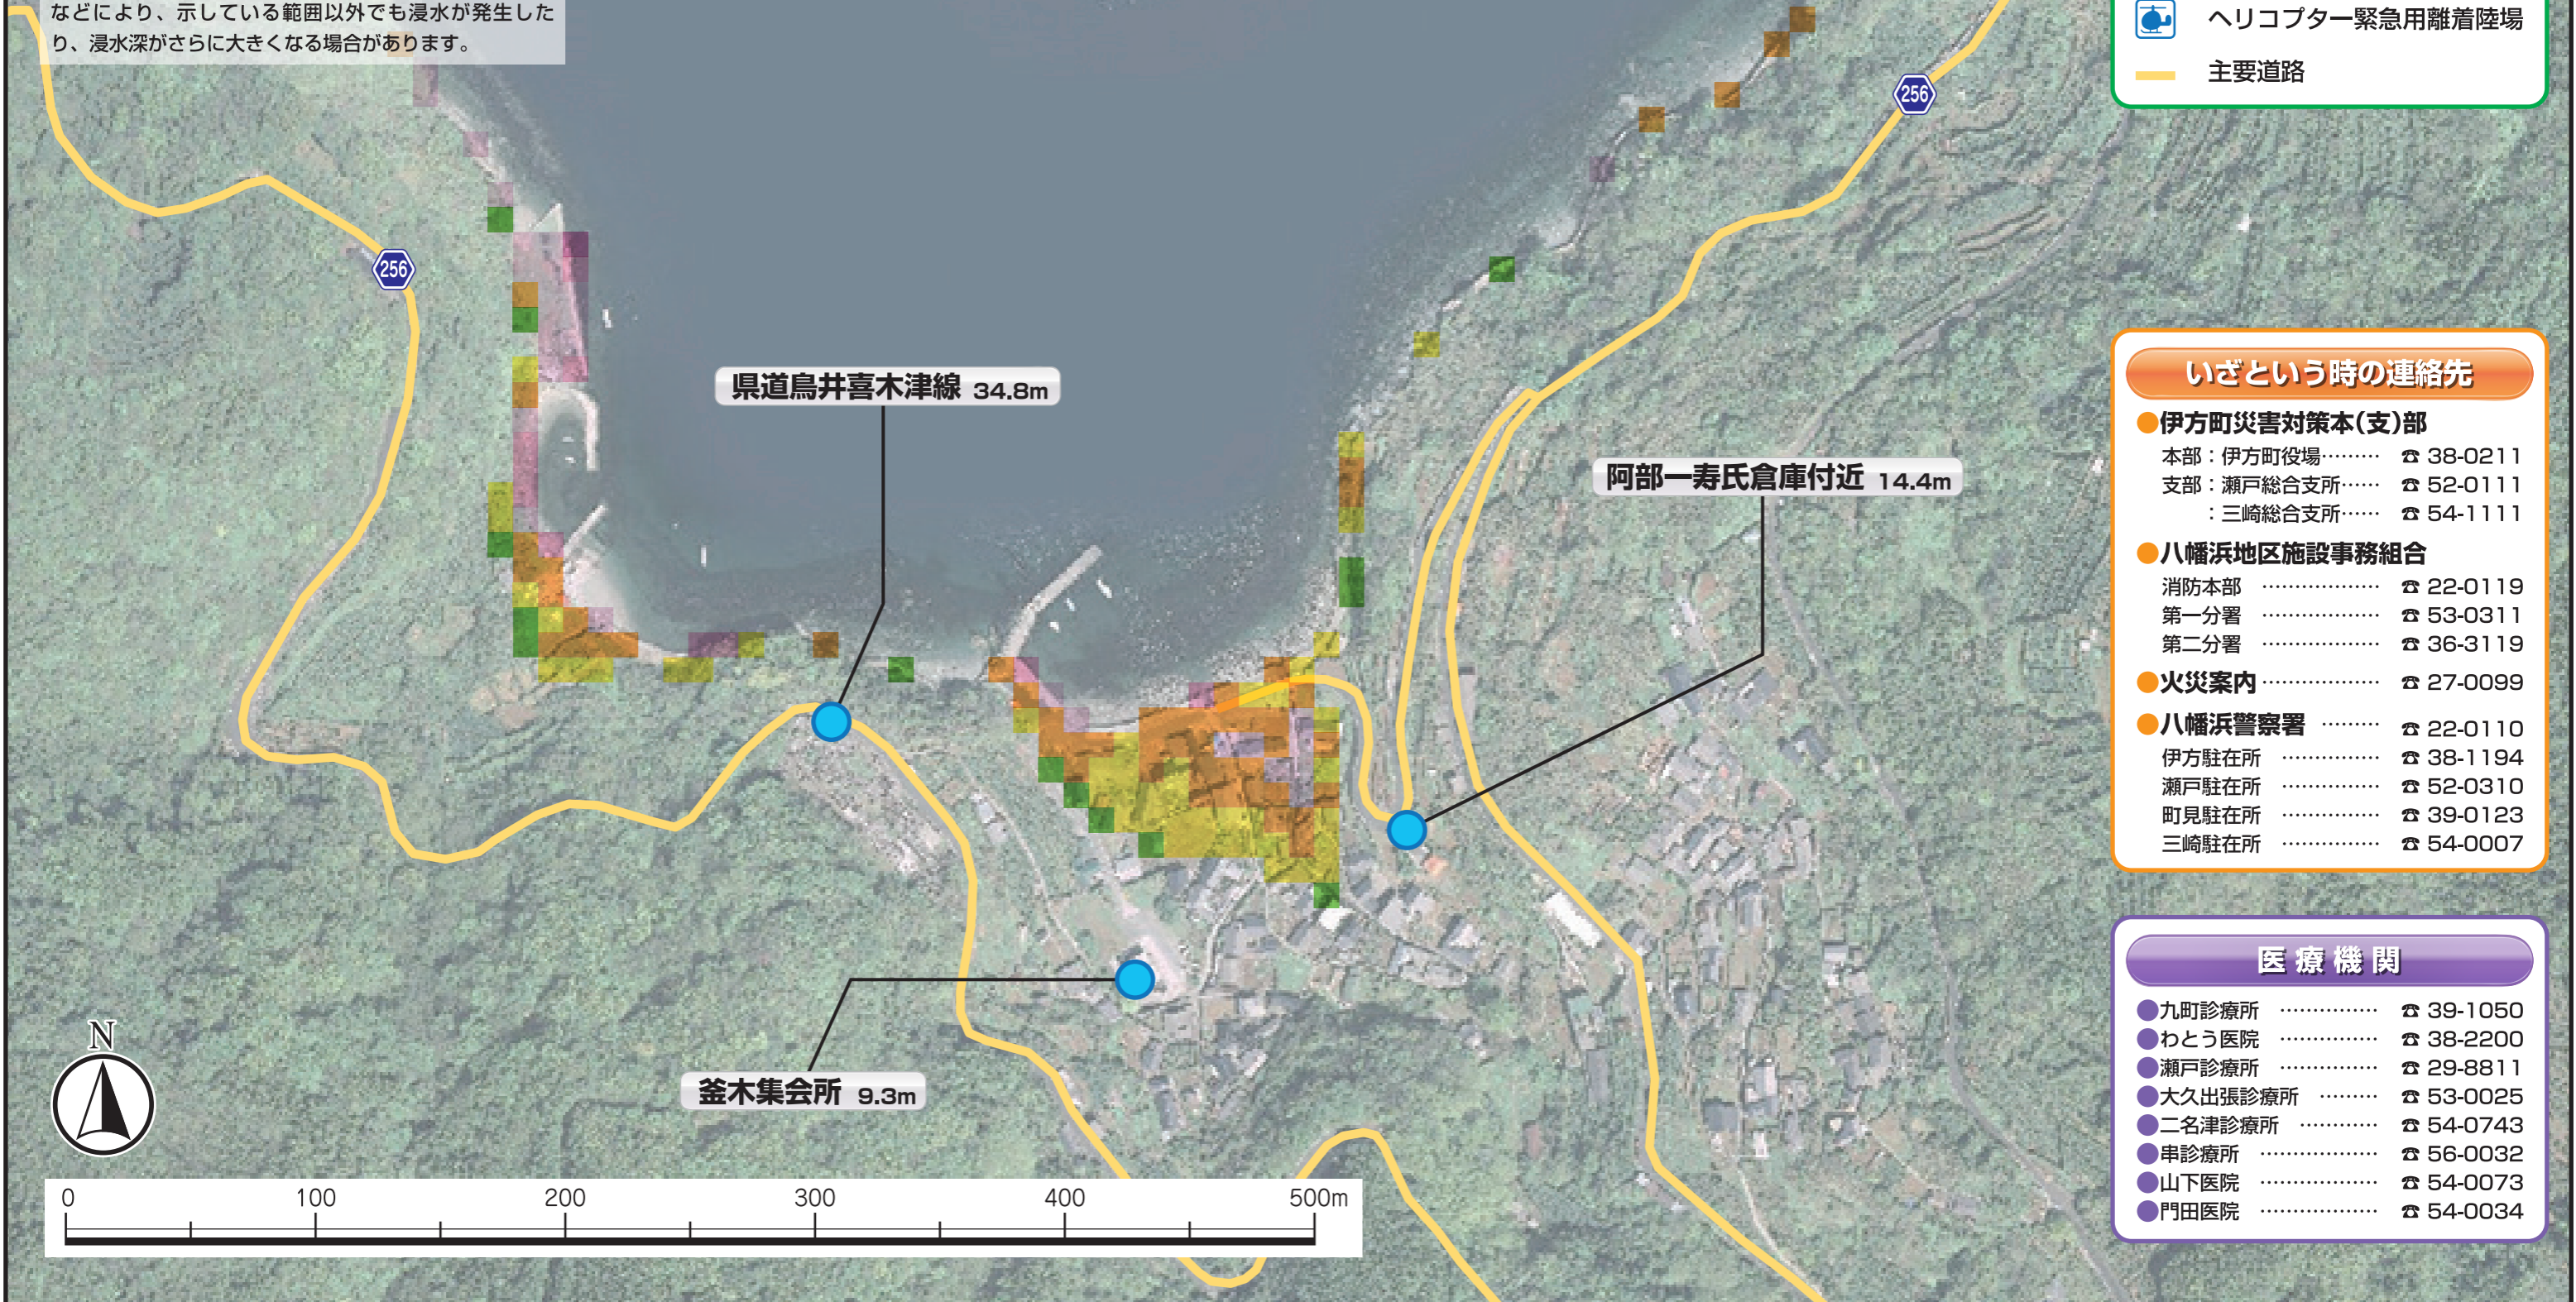 などにより、示している範囲以外でも浸水が発生した
り、浸水深がさらに大きくなる場合があります。
ヘリコプター緊急用離着陸場
主要道路
256
256
県道鳥井喜木津線 34.8m
阿部一寿氏倉庫付近 14.4m
釜木集会所 9.3m
いざという時の連絡先
●伊方町災害対策本(支)部
本部：伊方町役場……… ☎ 38-0211
支部：瀬戸総合支所…… ☎ 52-0111
：三崎総合支所…… ☎ 54-1111
●八幡浜地区施設事務組合
消防本部 ……………… ☎ 22-0119
第一分署 ……………… ☎ 53-0311
第二分署 ……………… ☎ 36-3119
●火災案内 ……………… ☎ 27-0099
●八幡浜警察署 ……… ☎ 22-0110
伊方駐在所 …………… ☎ 38-1194
瀬戸駐在所 …………… ☎ 52-0310
町見駐在所 …………… ☎ 39-0123
三崎駐在所 …………… ☎ 54-0007
医療機関
●九町診療所 …………… ☎ 39-1050
●わとう医院 …………… ☎ 38-2200
●瀬戸診療所 …………… ☎ 29-8811
●大久出張診療所 ……… ☎ 53-0025
●二名津診療所 ………… ☎ 54-0743
●串診療所 ……………… ☎ 56-0032
●山下医院 ……………… ☎ 54-0073
●門田医院 ……………… ☎ 54-0034
N
0 100 200 300 400 500m